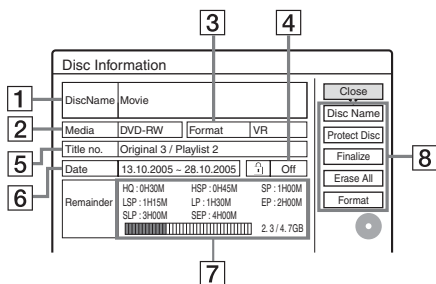 3
4
Disc Information
Close
1
DiscName Movie
Disc Name
2
Media DVD-RW Format VR
Protect Disc
5
Title no. Original 3 / Playlist 2
Finalize
8
6
Date 13.10.2005 ~ 28.10.2005 Off
Erase All
Remainder
HQ : 0H30M HSP : 0H45M SP : 1H00M
LSP : 1H15M LP : 1H30M EP : 2H00M
SLP : 3H00M SEP : 4H00M
Format
2. 3 / 4. 7GB
7